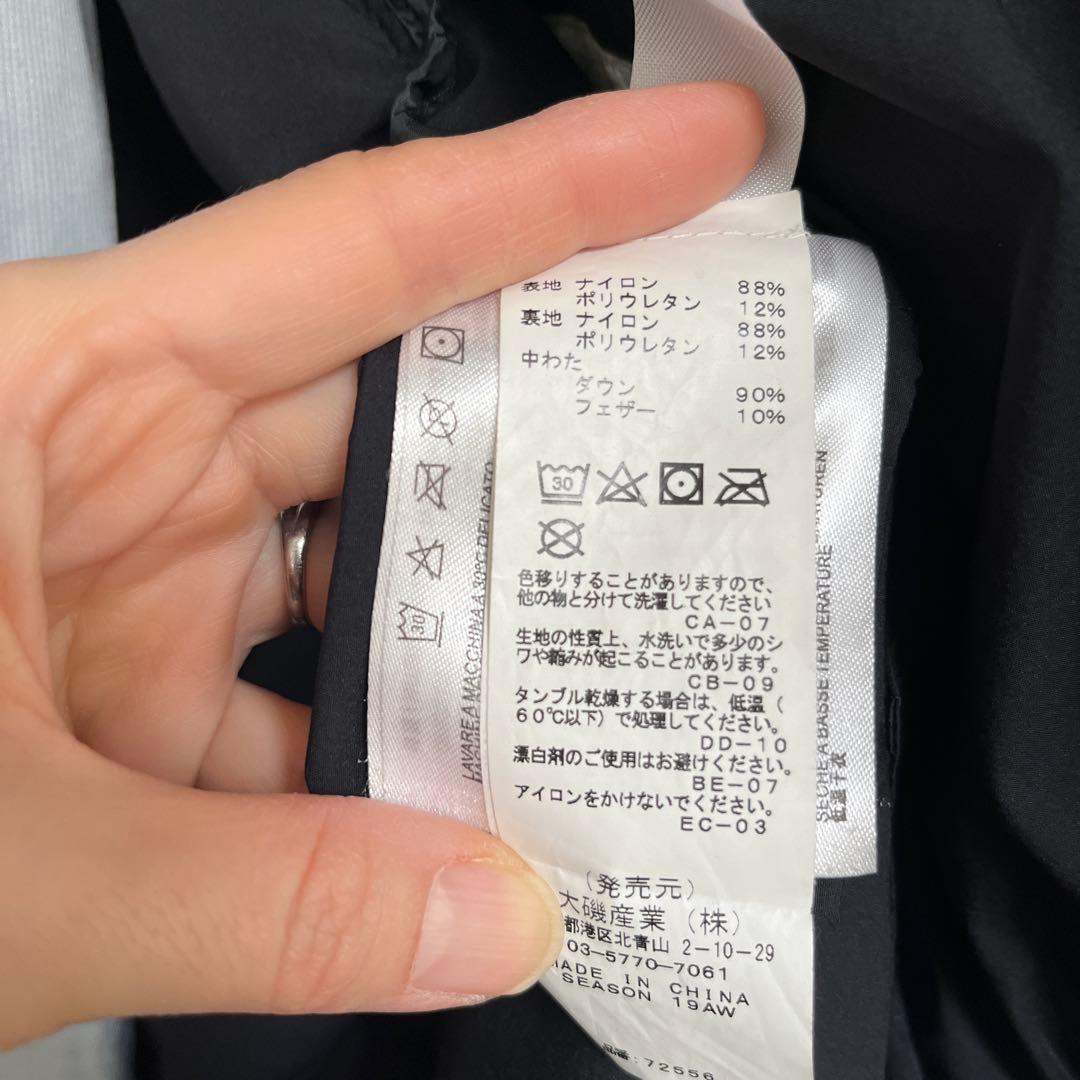 表地 ナイロン 88%
ポリウレタン 12%
裏地 ナイロン 88%
ポリウレタン 12%
中わた
ダウン 90%
フェザー 10%
30
色移りすることがありますので、
他の物と分けて洗濯してください
CA-07
生地の性質上、水洗いで多少のシ
ワや縮みが起こることがあります。
CB-09
タンブル乾燥する場合は、低温(
60℃以下)で処理してください。
DD-10
漂白剤のご使用はお避けください。
BE-07
アイロンをかけないでください。
EC-03
(発売元)
大磯産業(株)
都港区北青山 2-10-29
03-5770-7061
MADE IN CHINA
SEASON 19AW
品番:72556
30
LAVARE A MACCHINA A 30ºC DELICATO
SECHE A BASSE TEMPERATURE